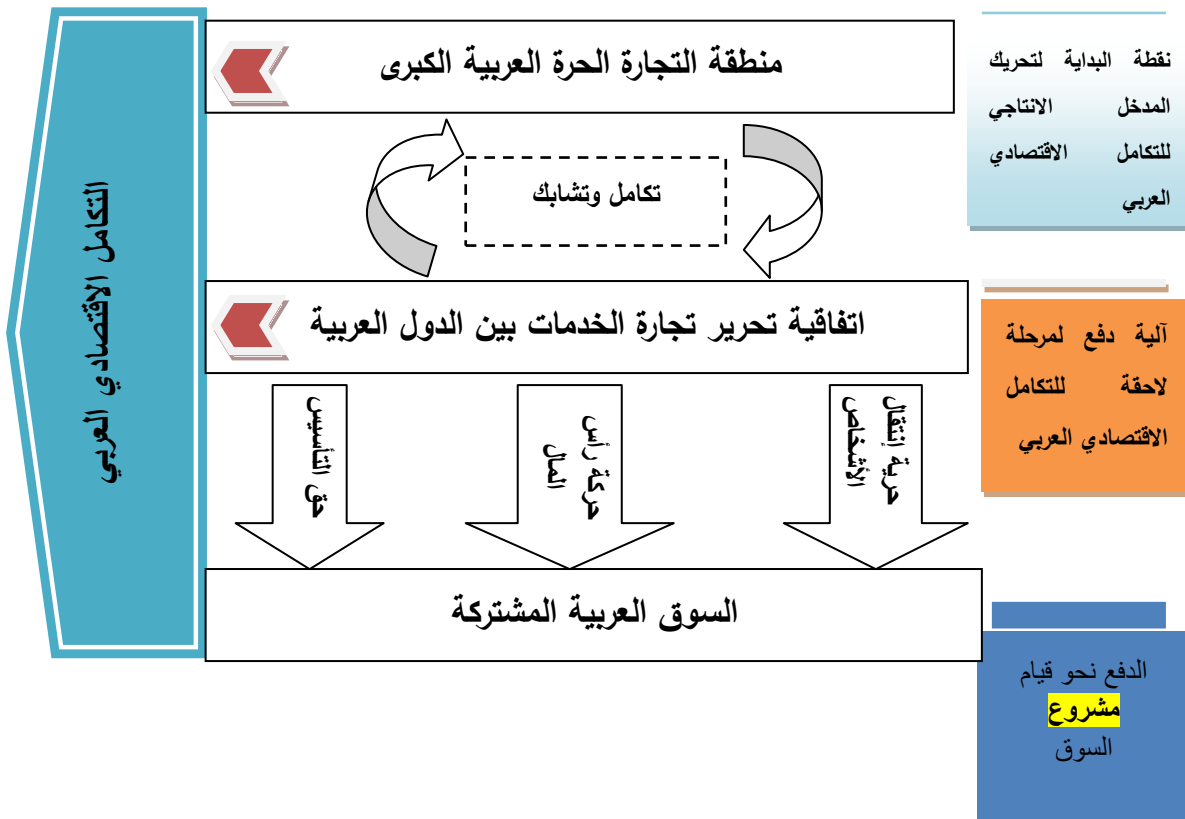 منطقة التجارة الحرة العربية الكبرى
نقطة البداية لتحريك
المدخل الانتاجي
للتكامل الاقتصادي
العربي
تكامل وتشابك
التكامل الاقتصادي العربي
اتفاقية تحرير تجارة الخدمات بين الدول العربية
آلية دفع لمرحلة
لاحقة للتكامل
الاقتصادي العربي
حرية إنتقال
الأشخاص
حركة رأس
المال
حق التأسيس
السوق العربية المشتركة
الدفع نحو قيام
مشروع
السوق